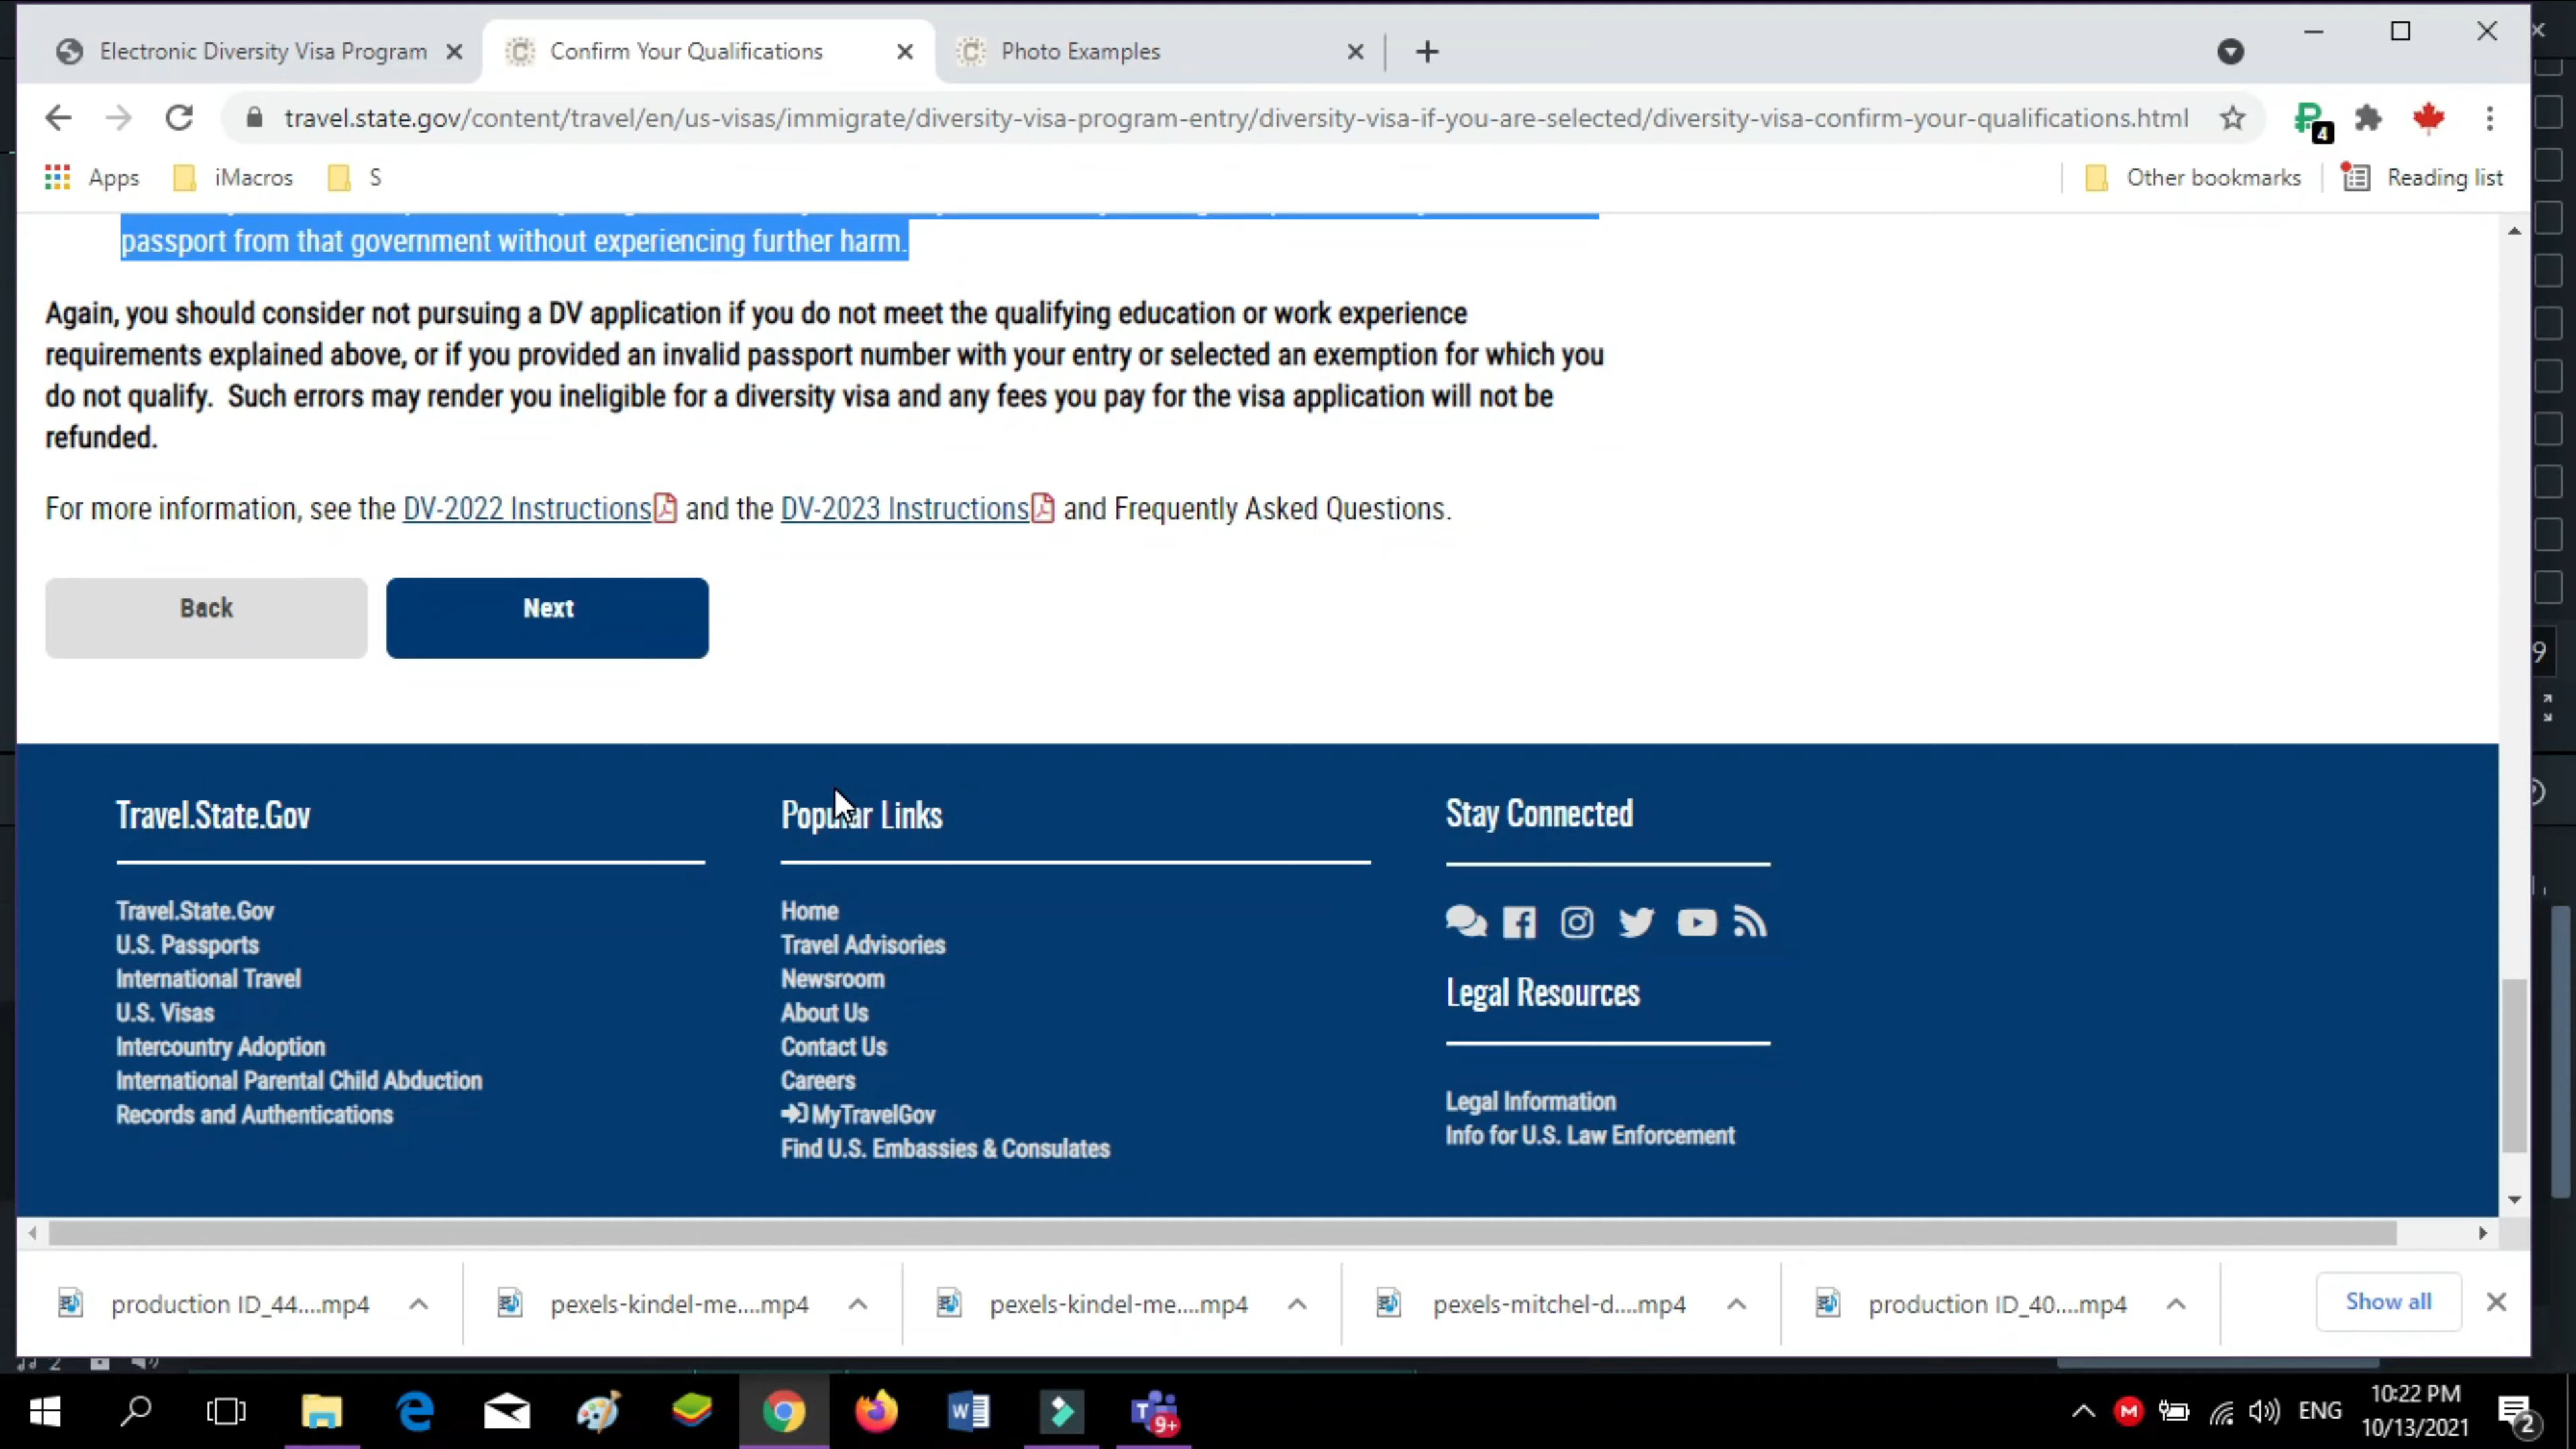 Electronic Diversity Visa Program
Confirm Your Qualifications
Photo Examples
travel.state.gov/content/travel/en/us-visas/immigrate/diversity-visa-program-entry/diversity-visa-if-you-are-selected/diversity-visa-confirm-your-qualifications.html
4
Apps
iMacros
S
Other bookmarks
Reading list
passport from that government without experiencing further harm.
Again, you should consider not pursuing a DV application if you do not meet the qualifying education or work experience
requirements explained above, or if you provided an invalid passport number with your entry or selected an exemption for which you
do not qualify.  Such errors may render you ineligible for a diversity visa and any fees you pay for the visa application will not be
refunded.
For more information, see the DV-2022 Instructions and the DV-2023 Instructions and Frequently Asked Questions.
Back
Next
9
Travel.State.Gov
Travel.State.Gov
U.S. Passports
International Travel
U.S. Visas
Intercountry Adoption
International Parental Child Abduction
Records and Authentications
Popular Links
Home
Travel Advisories
Newsroom
About Us
Contact Us
Careers
MyTravelGov
Find U.S. Embassies & Consulates
Stay Connected
Legal Resources
Legal Information
Info for U.S. Law Enforcement
production ID_44....mp4
pexels-kindel-me....mp4
pexels-kindel-me....mp4
pexels-mitchel-d....mp4
production ID_40....mp4
Show all
2
9+
ENG
10:22 PM
10/13/2021
2